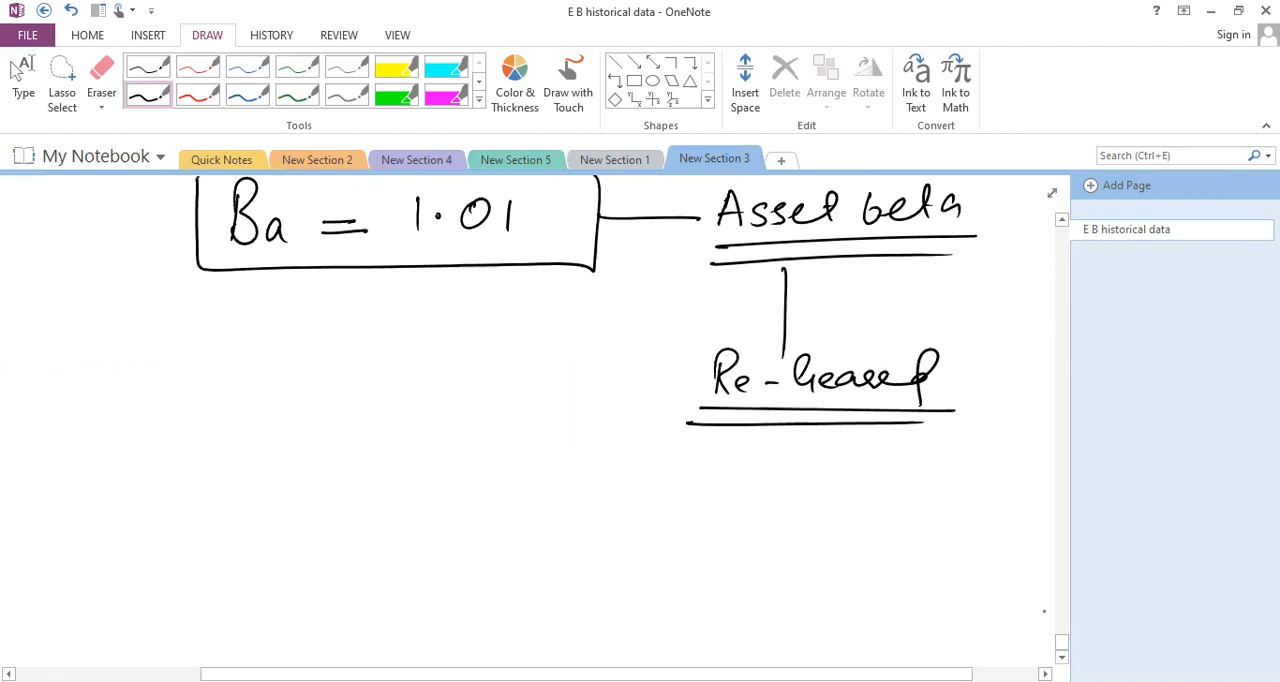 E B historical data - OneNote
? 
Sign in
FILE HOME INSERT DRAW HISTORY REVIEW VIEW
Type
Lasso Select
Eraser
Color & Thickness
Draw with Touch
Insert Space
Delete
Arrange
Rotate
Ink to Text
Ink to Math
Tools
Shapes
Edit
Convert
My Notebook
Quick Notes
New Section 2
New Section 4
New Section 5
New Section 1
New Section 3
Search (Ctrl+E)
Add Page
E B historical data
Ba = 1.01
Asset beta
Re-